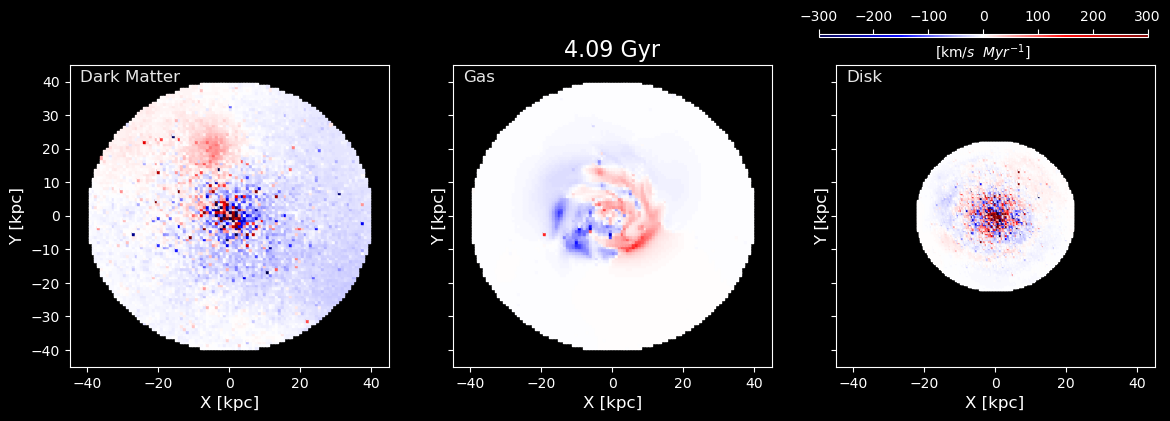 −300 −200 −100 0 100 200 300
[km/s Myr⁻¹]
4.09 Gyr
Dark Matter
Gas
Disk
40
30
20
10
0
−10
−20
−30
−40
Y [kpc]
Y [kpc]
Y [kpc]
−40 −20 0 20 40
−40 −20 0 20 40
−40 −20 0 20 40
X [kpc]
X [kpc]
X [kpc]